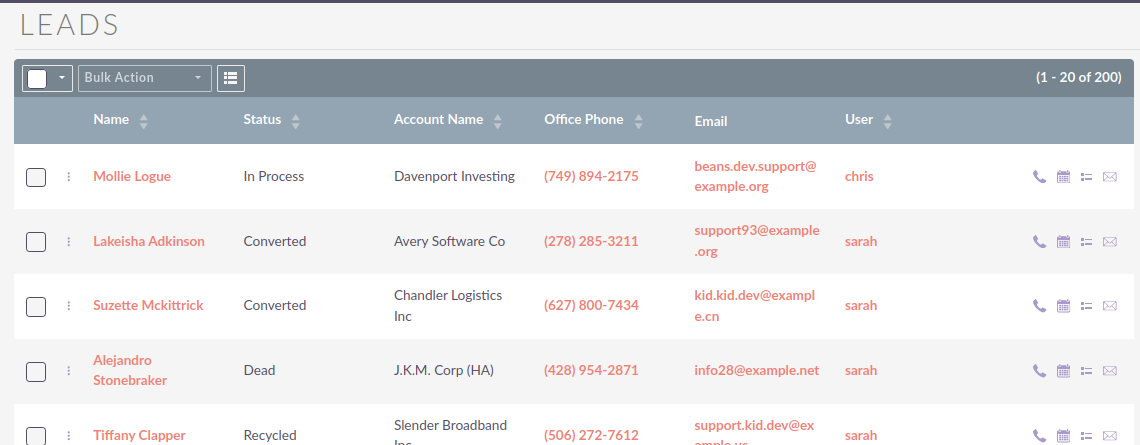 LEADS
Bulk Action
(1 - 20 of 200)
Name Status Account Name Office Phone Email User
Mollie Logue In Process Davenport Investing (749) 894-2175 beans.dev.support@
example.org chris
Lakeisha Adkinson Converted Avery Software Co (278) 285-3211 support93@example
.org sarah
Suzette Mckittrick Converted Chandler Logistics
Inc (627) 800-7434 kid.kid.dev@exampl
e.cn sarah
Alejandro
Stonebraker Dead J.K.M. Corp (HA) (428) 954-2871 info28@example.net sarah
Tiffany Clapper Recycled Slender Broadband
Inc (506) 272-7612 support.kid.dev@ex
ample.us sarah